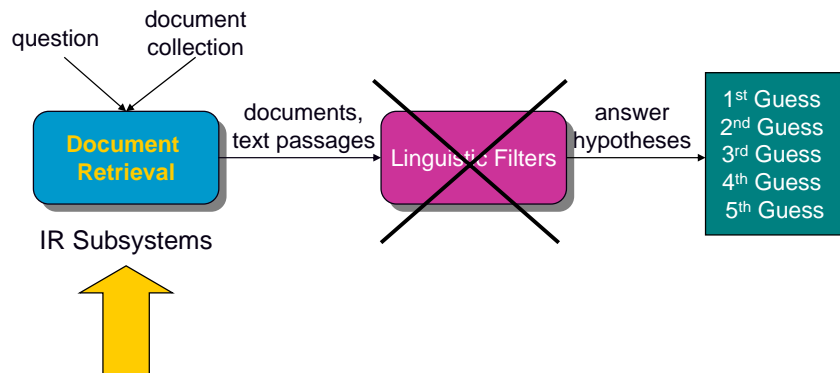 question
document
collection
Document
Retrieval
documents,
text passages
Linguistic Filters
answer
hypotheses
1st Guess
2nd Guess
3rd Guess
4th Guess
5th Guess
IR Subsystems